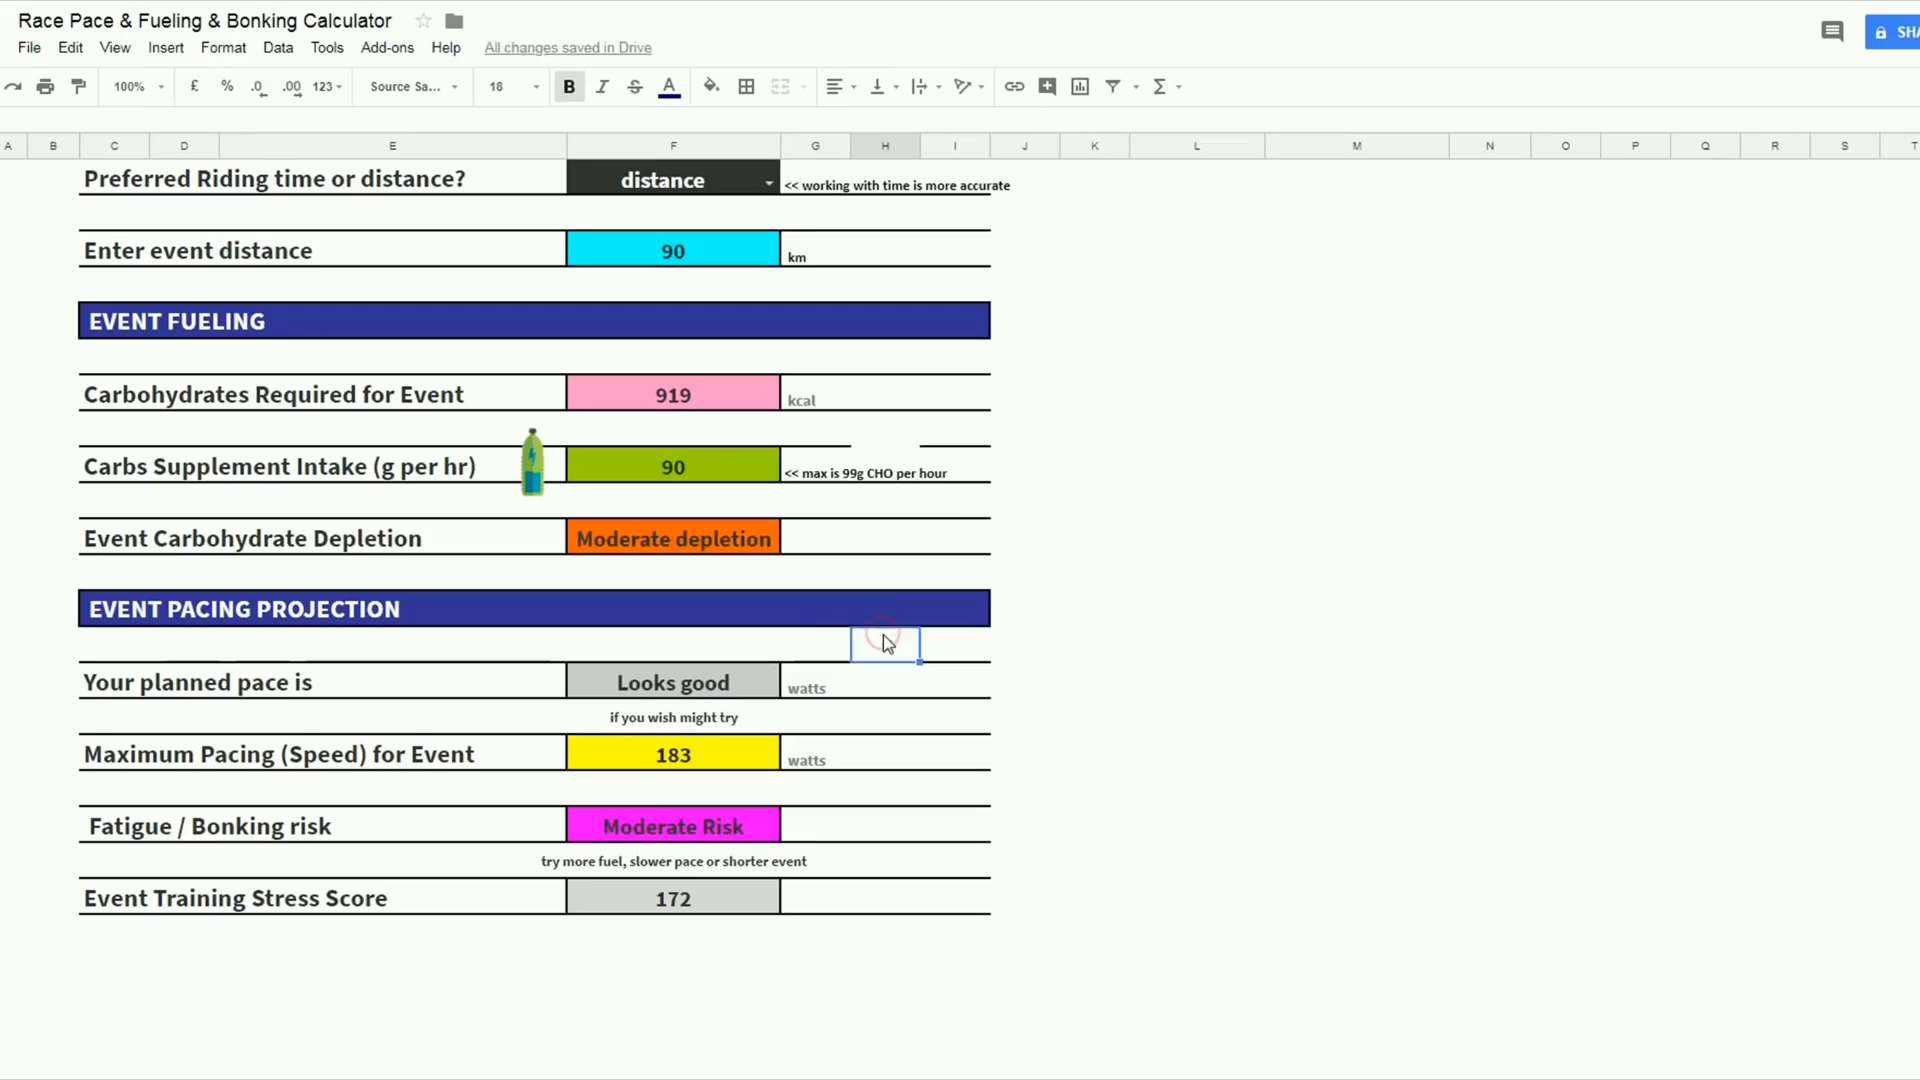 Race Pace & Fueling & Bonking Calculator
File Edit View Insert Format Data Tools Add-ons Help All changes saved in Drive
100% £ % .0 .00 123 Source Sa... 18 B I S A Σ
A B C D E F G H I J K L M N O P Q R S T
Preferred Riding time or distance? distance << working with time is more accurate
Enter event distance 90 km
EVENT FUELING
Carbohydrates Required for Event 919 kcal
Carbs Supplement Intake (g per hr) 90 << max is 99g CHO per hour
Event Carbohydrate Depletion Moderate depletion
EVENT PACING PROJECTION
Your planned pace is Looks good watts
if you wish might try
Maximum Pacing (Speed) for Event 183 watts
Fatigue / Bonking risk Moderate Risk
try more fuel, slower pace or shorter event
Event Training Stress Score 172